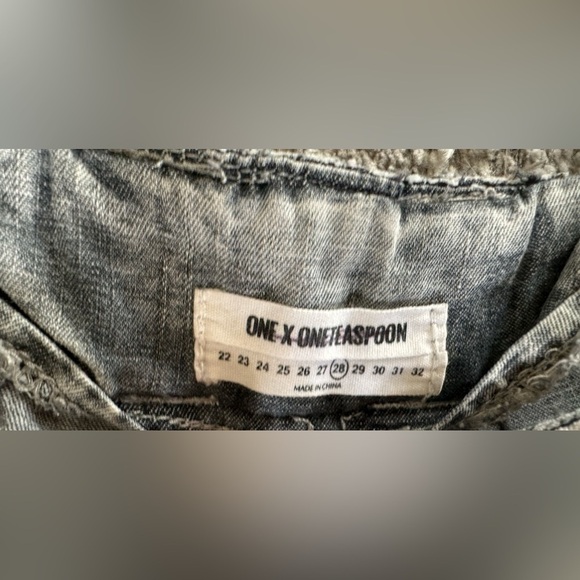 ONE X ONETEASPOON
22 23 24 25 26 27 28 29 30 31 32
MADE IN CHINA